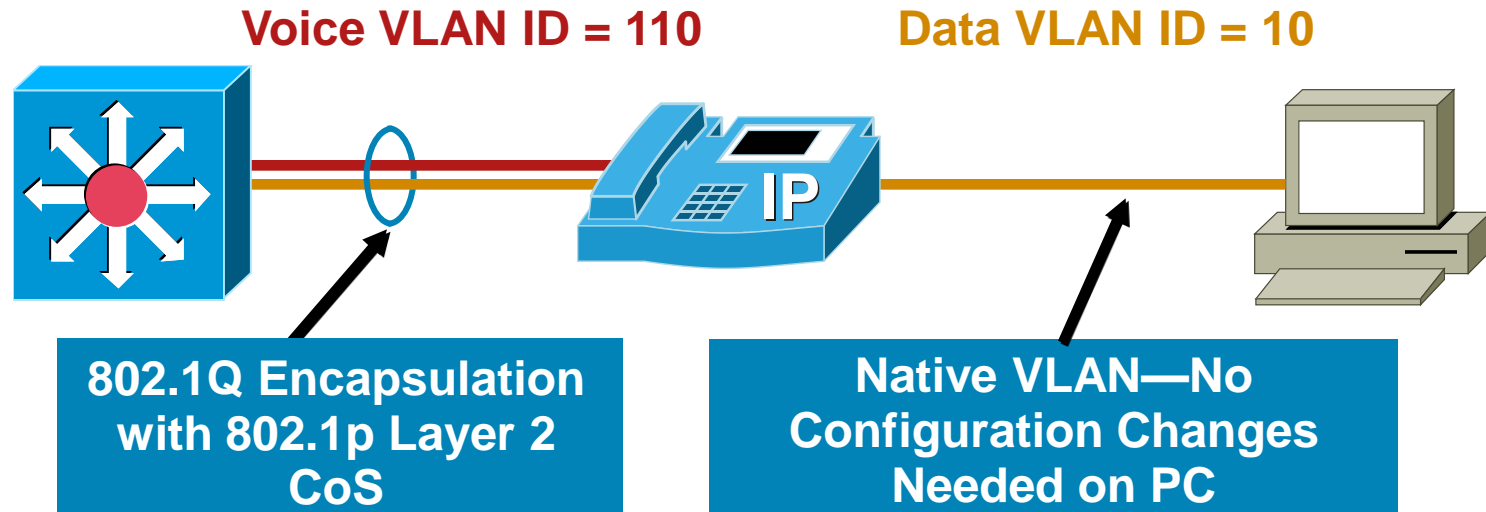 Voice VLAN ID = 110
Data VLAN ID = 10
IP
802.1Q Encapsulation
with 802.1p Layer 2
CoS
Native VLAN—No
Configuration Changes
Needed on PC